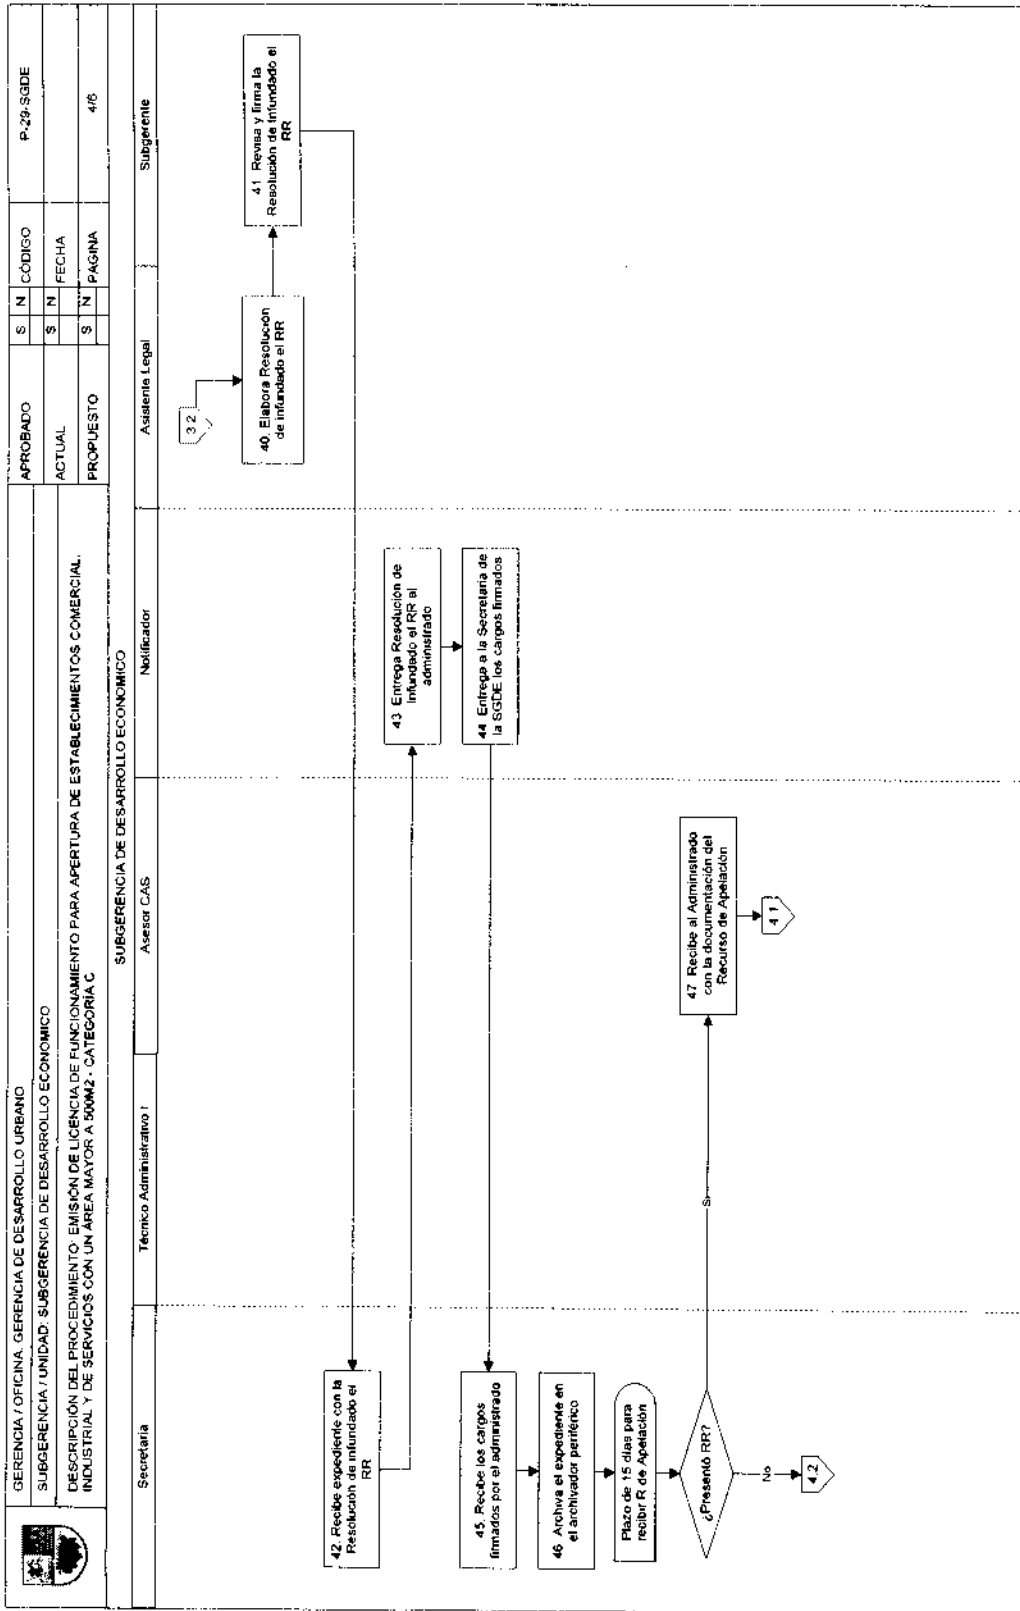 GERENCIA / OFICINA: GERENCIA DE DESARROLLO URBANO
APROBADO
S N
CÓDIGO
P-29-SGDE
SUBGERENCIA / UNIDAD: SUBGERENCIA DE DESARROLLO ECONOMICO
ACTUAL
S N
FECHA
DESCRIPCIÓN DEL PROCEDIMIENTO: EMISIÓN DE LICENCIA DE FUNCIONAMIENTO PARA APERTURA DE ESTABLECIMIENTOS COMERCIAL,
INDUSTRIAL Y DE SERVICIOS CON UN ÁREA MAYOR A 500M2 - CATEGORÍA C
PROPUESTO
S N
PAGINA
4/6
SUBGERENCIA DE DESARROLLO ECONOMICO
Secretaria
Técnico Administrativo I
Asesor CAS
Notificador
Asistente Legal
Subgerente
3.2
40. Elabora Resolución
de infundado el RR
41 Revisa y firma la
Resolución de Infundado el
RR
42. Recibe expediente con la
Resolución de infundado el
RR
43 Entrega Resolución de
Infundado el RR al
administrado
44 Entrega a la Secretaria de
la SGDE los cargos firmados
45. Recibe los cargos
firmados por el administrado
46 Archiva el expediente en
el archivador periférico
Plazo de 15 días para
recibir R de Apelación
¿Presentó RR?
Si
No
4.2
47 Recibe al Administrado
con la documentación del
Recurso de Apelación
4.1